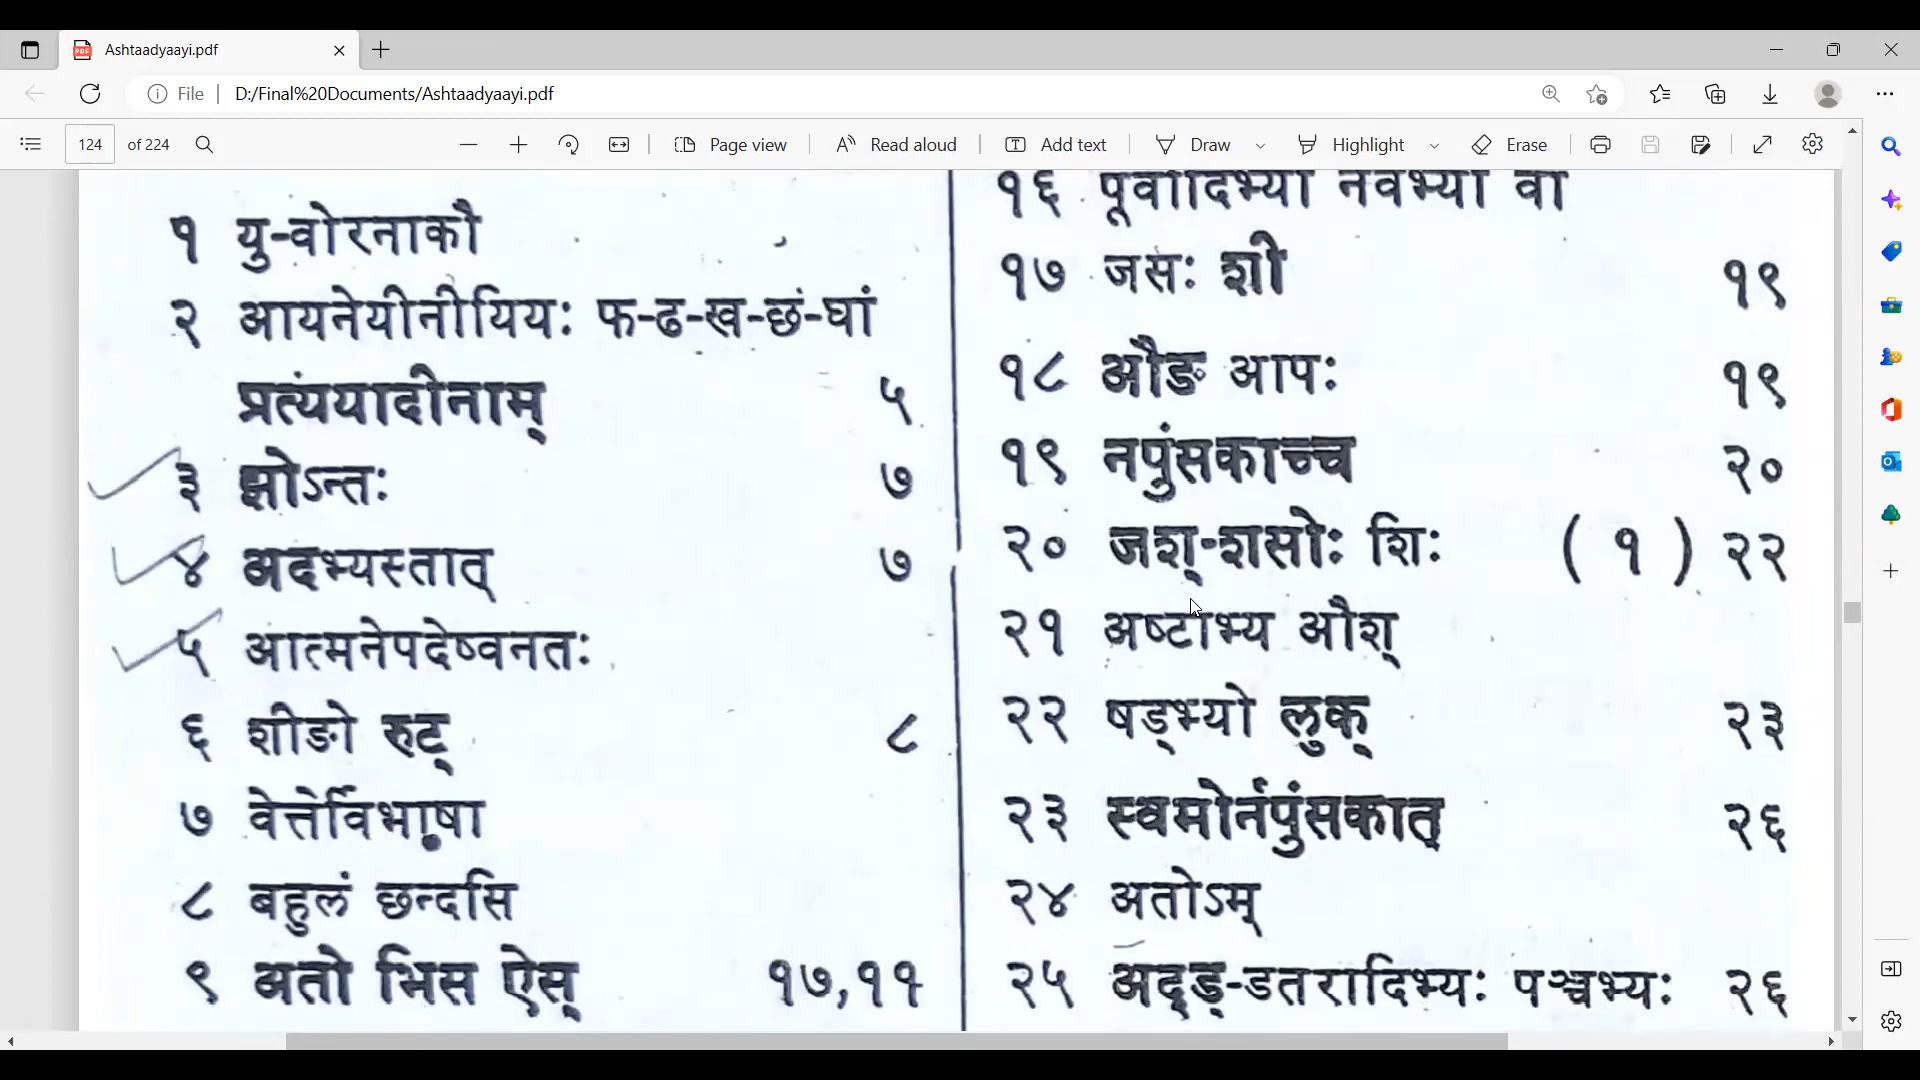 Ashtaadyaayi.pdf
File D:/Final%20Documents/Ashtaadyaayi.pdf
124 of 224 Page view Read aloud Add text Draw Highlight Erase
१ यु-वोरनाकौ
२ आयनेयीनीयियः फ-ढ-ख-छं-घां
प्रत्यंयादीनाम् ५
३ झोऽन्तः ७
४ अदभ्यस्तात् ७
५ आत्मनेपदेष्वनतः
६ शीङो रुट् ८
७ वेत्तेर्विभाषा
८ बहुलं छन्दसि
९ अतो भिस ऐस् १७,११
१६ पूर्वादिभ्यो नवभ्यो वा
१७ जसः शी १९
१८ औङ आपः १९
१९ नपुंसकाच्च २०
२० जश्-शसोः शिः (१) २२
२१ अष्टाभ्य औश्
२२ षड्भ्यो लुक् २३
२३ स्वमोर्नपुंसकात् २६
२४ अतोऽम्
२५ अद्ड्-डतरादिभ्यः पञ्चभ्यः २६